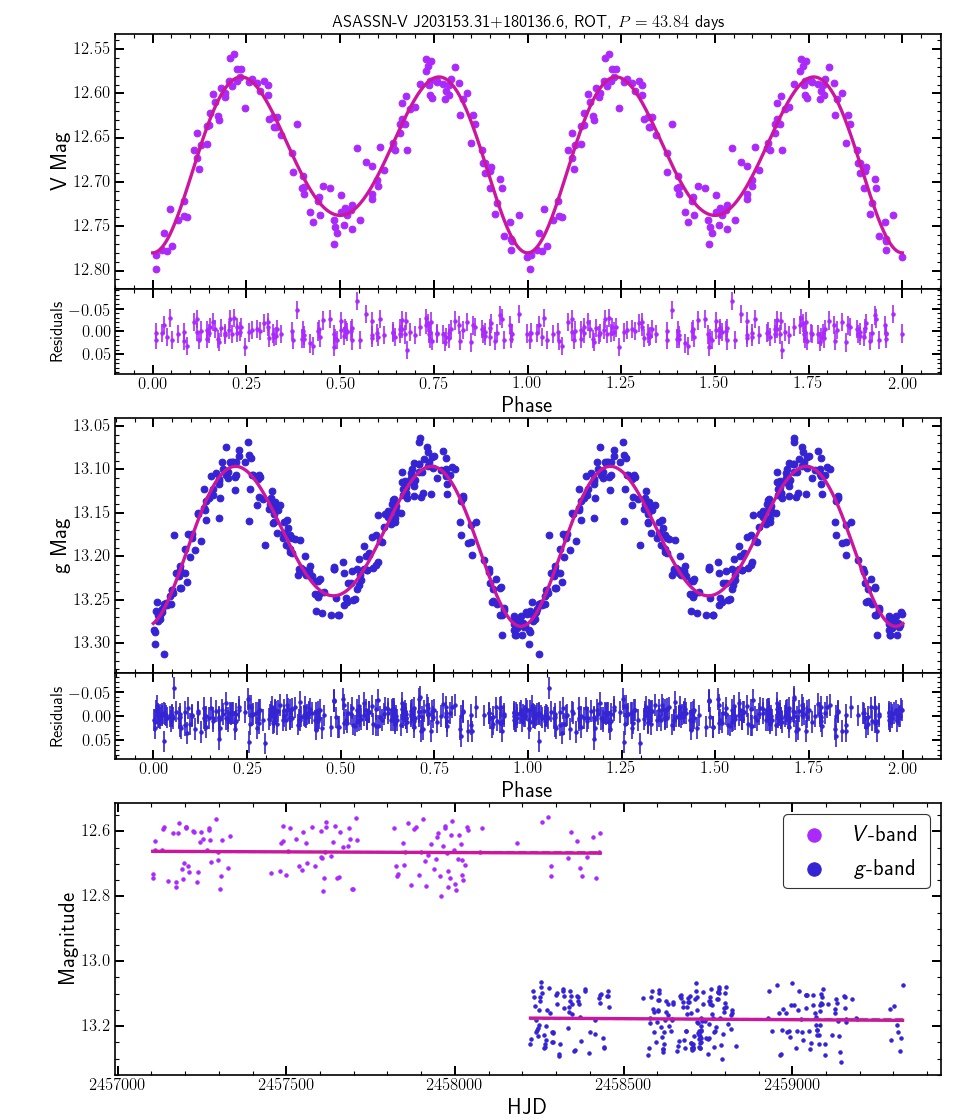 ASASSN-V J203153.31+180136.6, ROT, P = 43.84 days
12.55
12.60
12.65
12.70
12.75
12.80
V Mag
−0.05
0.00
0.05
Residuals
0.00 0.25 0.50 0.75 1.00 1.25 1.50 1.75 2.00
Phase
13.05
13.10
13.15
13.20
13.25
13.30
g Mag
−0.05
0.00
0.05
Residuals
0.00 0.25 0.50 0.75 1.00 1.25 1.50 1.75 2.00
Phase
12.6
12.8
13.0
13.2
Magnitude
V-band
g-band
2457000 2457500 2458000 2458500 2459000
HJD